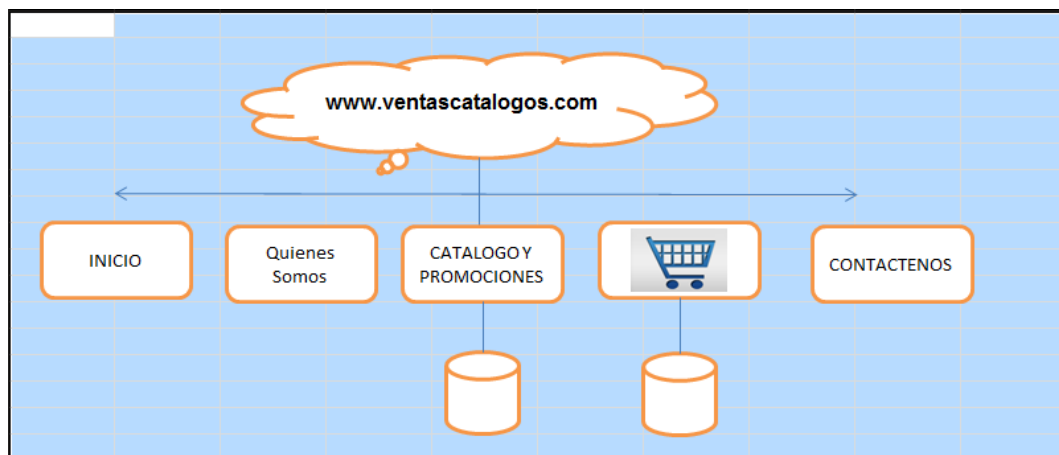 www.ventascatalogos.com
INICIO
Quienes
Somos
CATALOGO Y
PROMOCIONES
CONTACTENOS